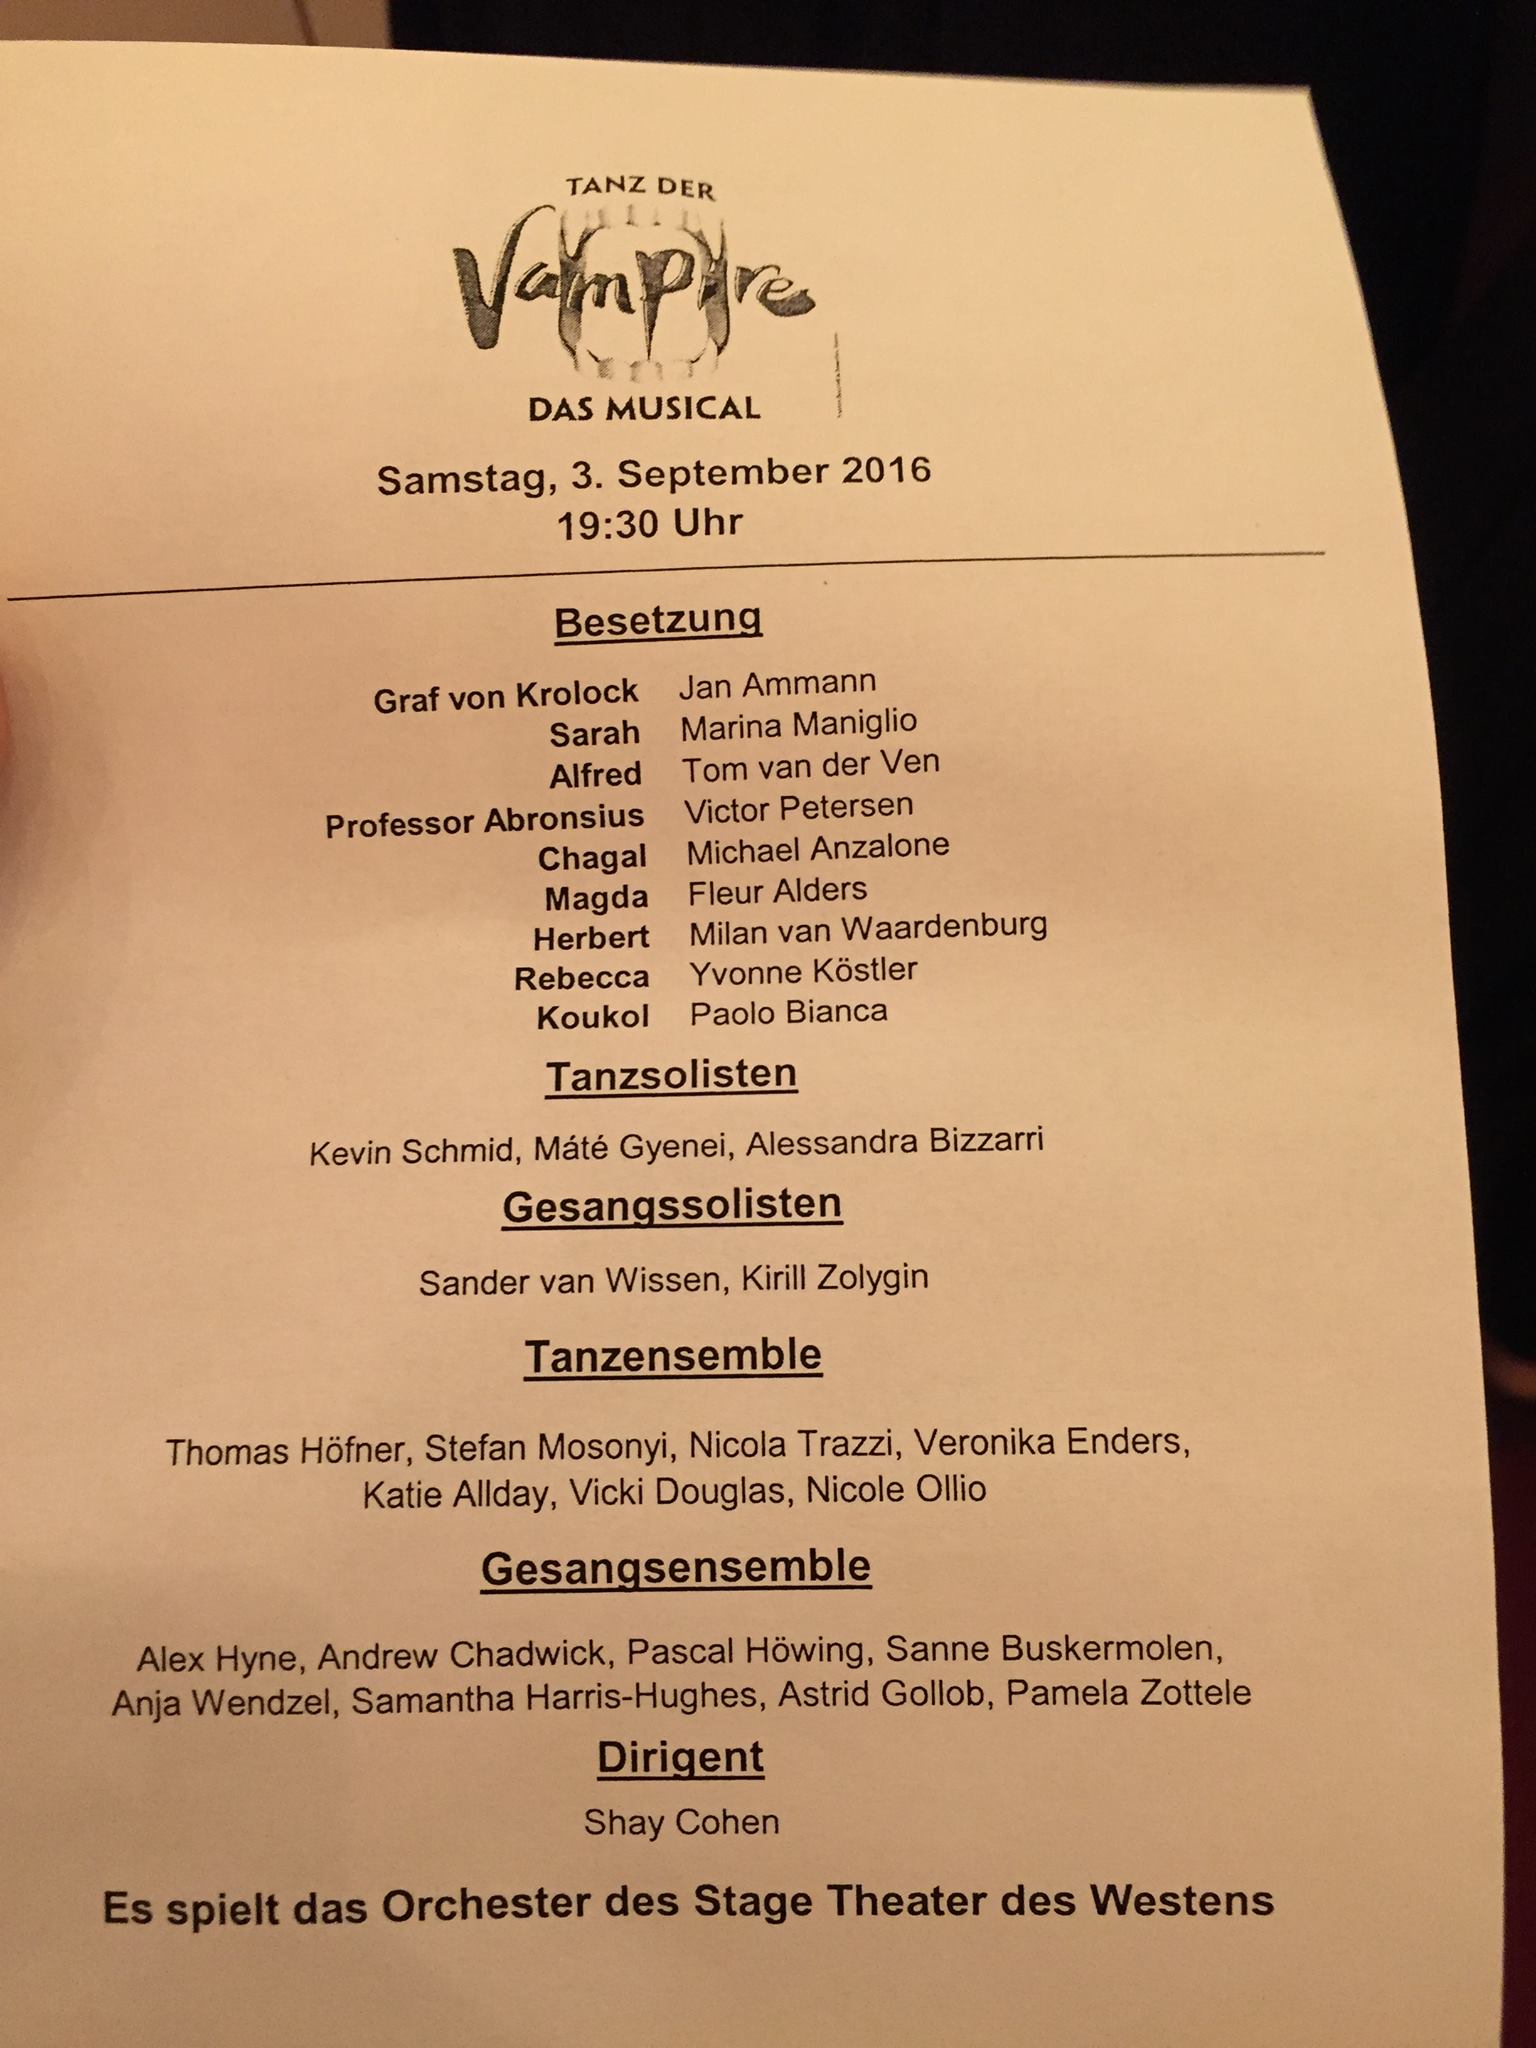 TANZ DER
Vampire
DAS MUSICAL
Samstag, 3. September 2016
19:30 Uhr
Besetzung
Graf von Krolock Jan Ammann
Sarah Marina Maniglio
Alfred Tom van der Ven
Professor Abronsius Victor Petersen
Chagal Michael Anzalone
Magda Fleur Alders
Herbert Milan van Waardenburg
Rebecca Yvonne Köstler
Koukol Paolo Bianca
Tanzsolisten
Kevin Schmid, Máté Gyenei, Alessandra Bizzarri
Gesangssolisten
Sander van Wissen, Kirill Zolygin
Tanzensemble
Thomas Höfner, Stefan Mosonyi, Nicola Trazzi, Veronika Enders,
Katie Allday, Vicki Douglas, Nicole Ollio
Gesangsensemble
Alex Hyne, Andrew Chadwick, Pascal Höwing, Sanne Buskermolen,
Anja Wendzel, Samantha Harris-Hughes, Astrid Gollob, Pamela Zottele
Dirigent
Shay Cohen
Es spielt das Orchester des Stage Theater des Westens